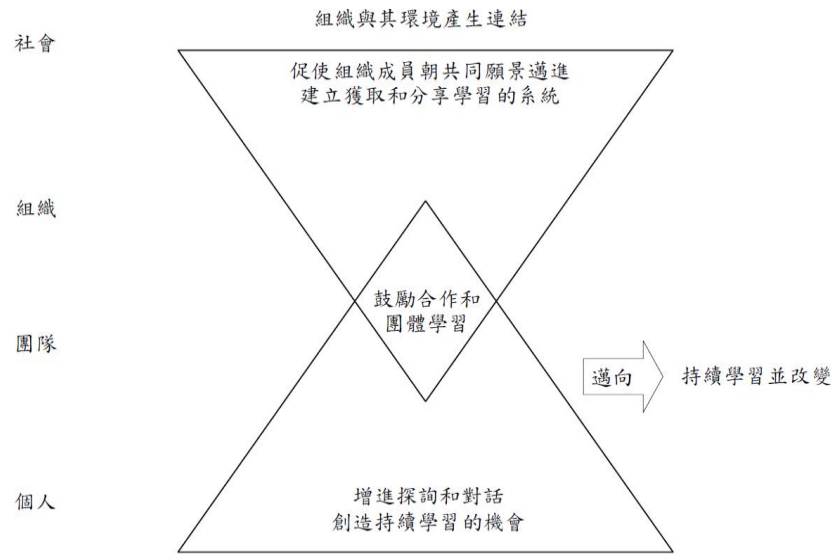 組織與其環境產生連結
社會
促使組織成員朝共同願景邁進
建立獲取和分享學習的系統
組織
鼓勵合作和
團體學習
團隊
邁向
持續學習並改變
個人
增進探詢和對話
創造持續學習的機會